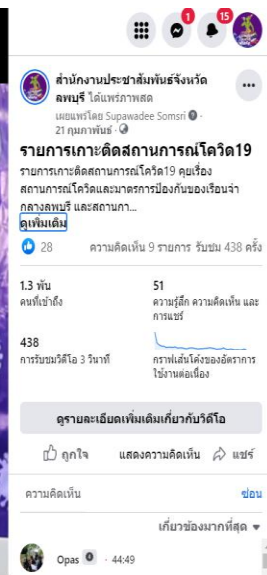 1
15
สำนักงานประชาสัมพันธ์จังหวัด
ลพบุรี ได้แพร่ภาพสด
เผยแพร่โดย Supawadee Somsri ·
21 กุมภาพันธ์ ·
รายการเกาะติดสถานการณ์โควิด19
รายการเกาะติดสถานการณ์โควิด19 คุยเรื่อง
สถานการณ์โควิดและมาตรการป้องกันของเรือนจำ
กลางลพบุรี และสถานกา...
ดูเพิ่มเติม
28 ความคิดเห็น 9 รายการ รับชม 438 ครั้ง
1.3 พัน 51
คนที่เข้าถึง ความรู้สึก ความคิดเห็น และ
การแชร์
438
การรับชมวิดีโอ 3 วินาที กราฟเส้นโค้งของอัตราการ
ใช้งานต่อเนื่อง
ดูรายละเอียดเพิ่มเติมเกี่ยวกับวิดีโอ
ถูกใจ แสดงความคิดเห็น แชร์
ความคิดเห็น ซ่อน
เกี่ยวข้องมากที่สุด
Opas · 44:49